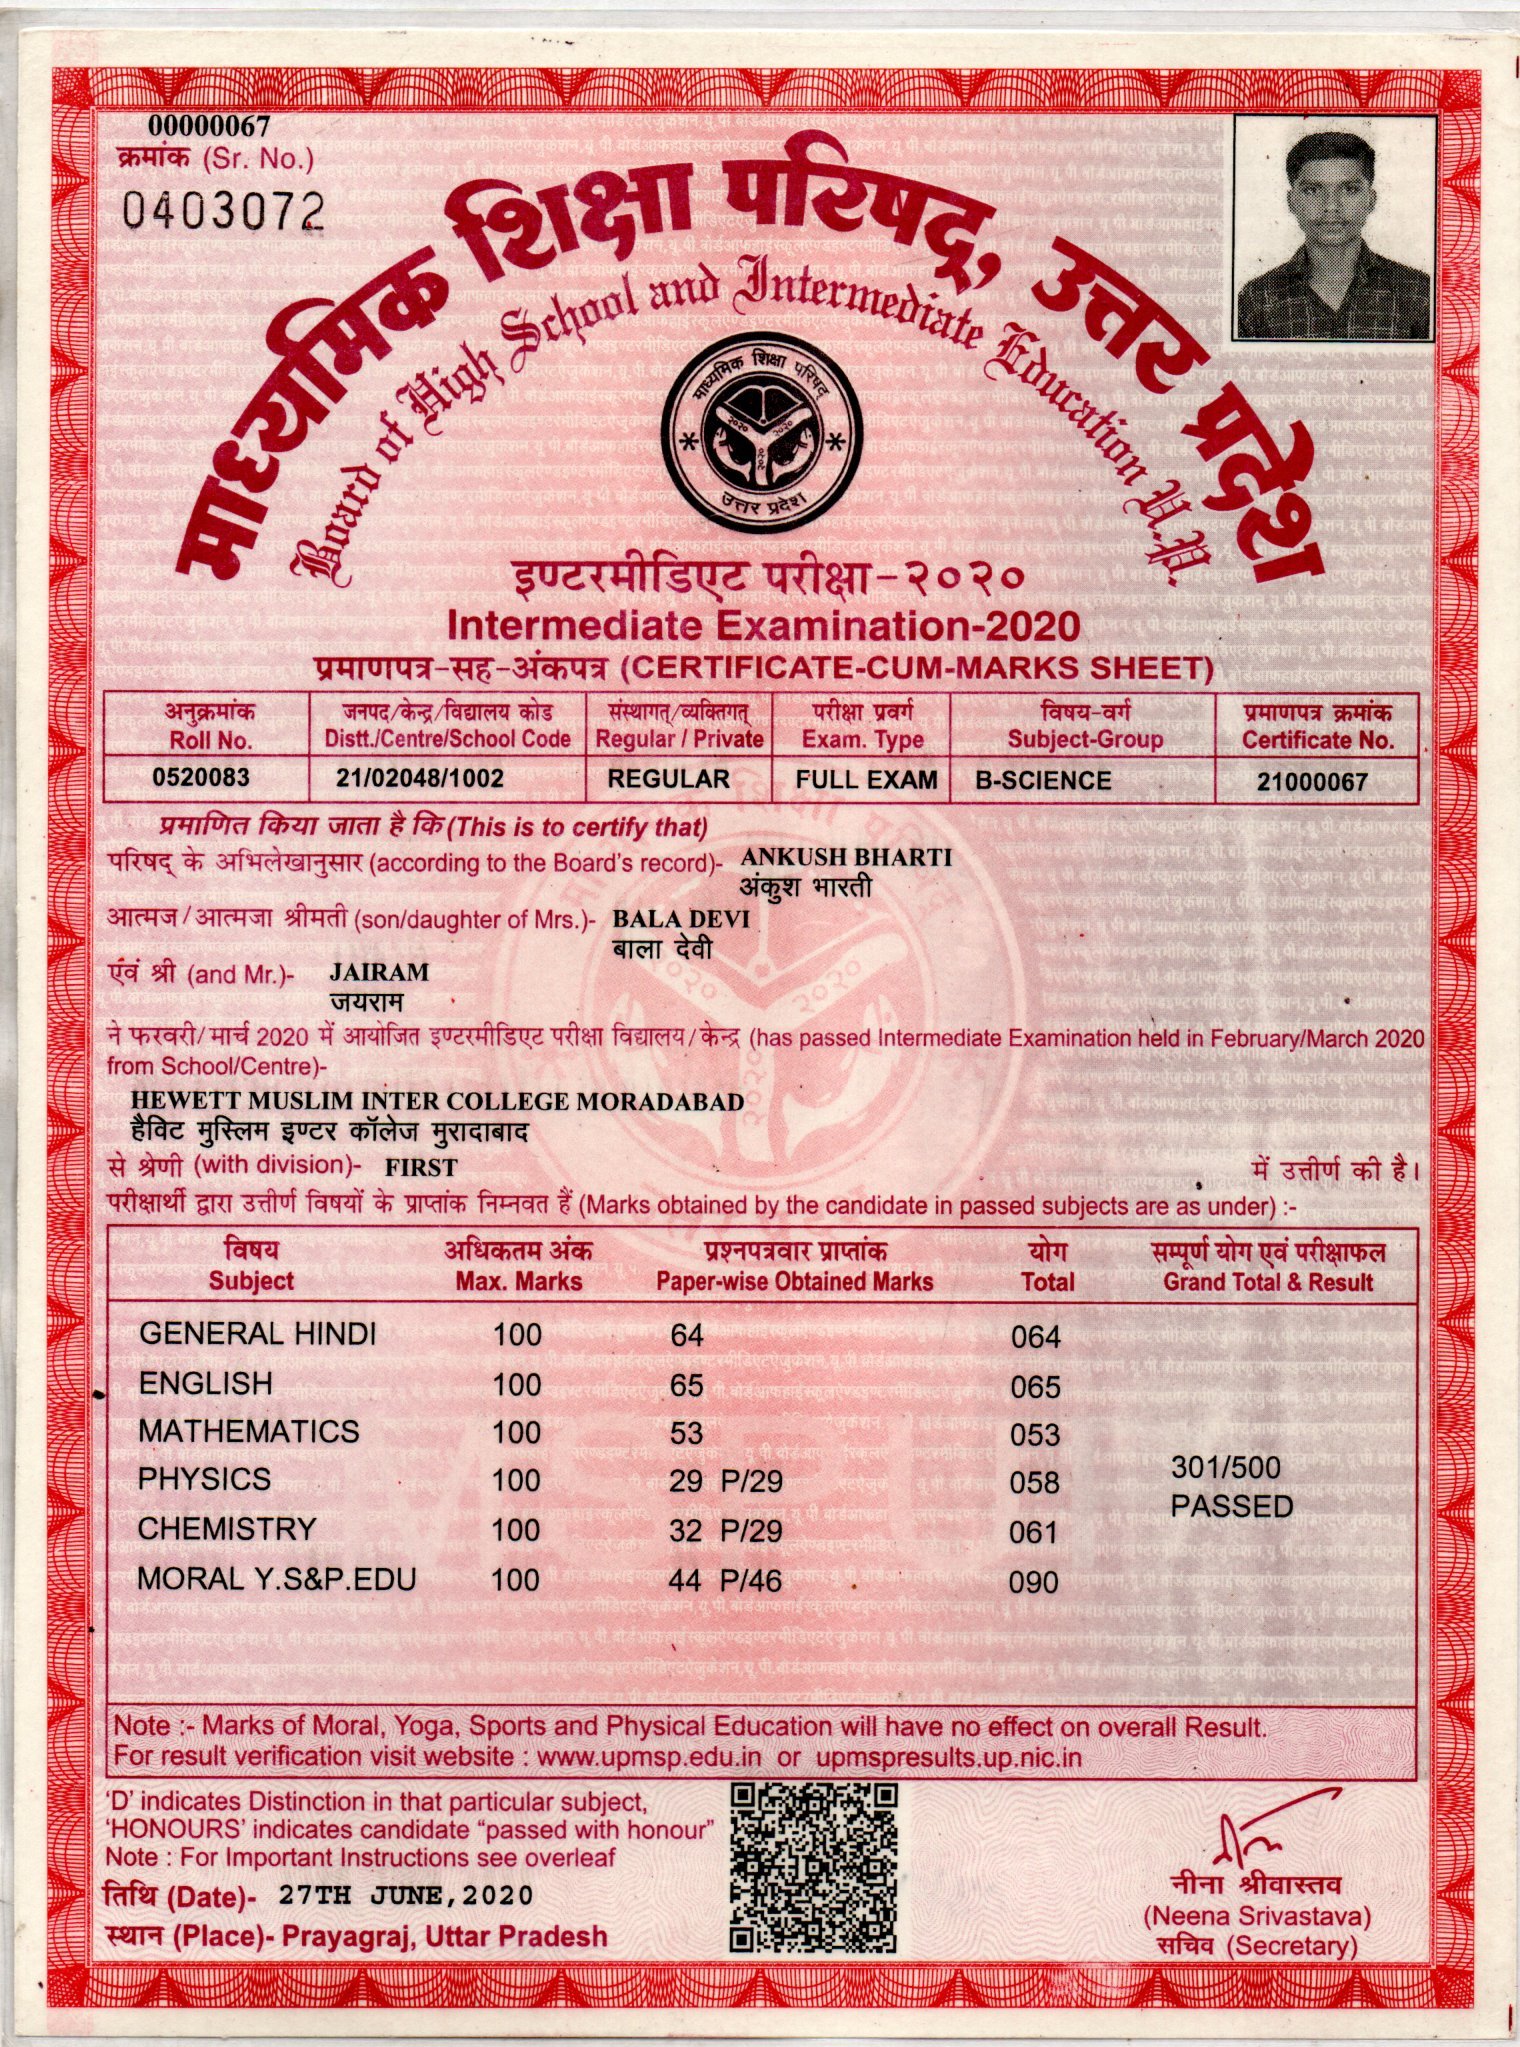 00000067
क्रमांक (Sr. No.)
0403072
माध्यमिक शिक्षा परिषद्, उत्तर प्रदेश
Board of High School and Intermediate Education U.P.
माध्यमिक शिक्षा परिषद
२०२० २०२०
२०२०
उत्तर प्रदेश
इण्टरमीडिएट परीक्षा-२०२०
Intermediate Examination-2020
प्रमाणपत्र-सह-अंकपत्र (CERTIFICATE-CUM-MARKS SHEET)
अनुक्रमांक जनपद/केन्द्र/विद्यालय कोड संस्थागत्/व्यक्तिगत् परीक्षा प्रवर्ग विषय-वर्ग प्रमाणपत्र क्रमांक
Roll No. Distt./Centre/School Code Regular / Private Exam. Type Subject-Group Certificate No.
0520083 21/02048/1002 REGULAR FULL EXAM B-SCIENCE 21000067
प्रमाणित किया जाता है कि (This is to certify that)
परिषद् के अभिलेखानुसार (according to the Board's record)- ANKUSH BHARTI
अंकुश भारती
आत्मज/आत्मजा श्रीमती (son/daughter of Mrs.)- BALA DEVI
बाला देवी
एवं श्री (and Mr.)- JAIRAM
जयराम
ने फरवरी/मार्च 2020 में आयोजित इण्टरमीडिएट परीक्षा विद्यालय/केन्द्र (has passed Intermediate Examination held in February/March 2020
from School/Centre)-
HEWETT MUSLIM INTER COLLEGE MORADABAD
हैविट मुस्लिम इण्टर कॉलेज मुरादाबाद
से श्रेणी (with division)- FIRST में उत्तीर्ण की है।
परीक्षार्थी द्वारा उत्तीर्ण विषयों के प्राप्तांक निम्नवत हैं (Marks obtained by the candidate in passed subjects are as under) :-
विषय अधिकतम अंक प्रश्नपत्रवार प्राप्तांक योग सम्पूर्ण योग एवं परीक्षाफल
Subject Max. Marks Paper-wise Obtained Marks Total Grand Total & Result
GENERAL HINDI 100 64 064
ENGLISH 100 65 065
MATHEMATICS 100 53 053
PHYSICS 100 29 P/29 058 301/500
PASSED
CHEMISTRY 100 32 P/29 061
MORAL Y.S&P.EDU 100 44 P/46 090
Note :- Marks of Moral, Yoga, Sports and Physical Education will have no effect on overall Result.
For result verification visit website : www.upmsp.edu.in or upmspresults.up.nic.in
'D' indicates Distinction in that particular subject,
'HONOURS' indicates candidate "passed with honour"
Note : For Important Instructions see overleaf
तिथि (Date)- 27TH JUNE,2020
स्थान (Place)- Prayagraj, Uttar Pradesh
नीना श्रीवास्तव
(Neena Srivastava)
सचिव (Secretary)